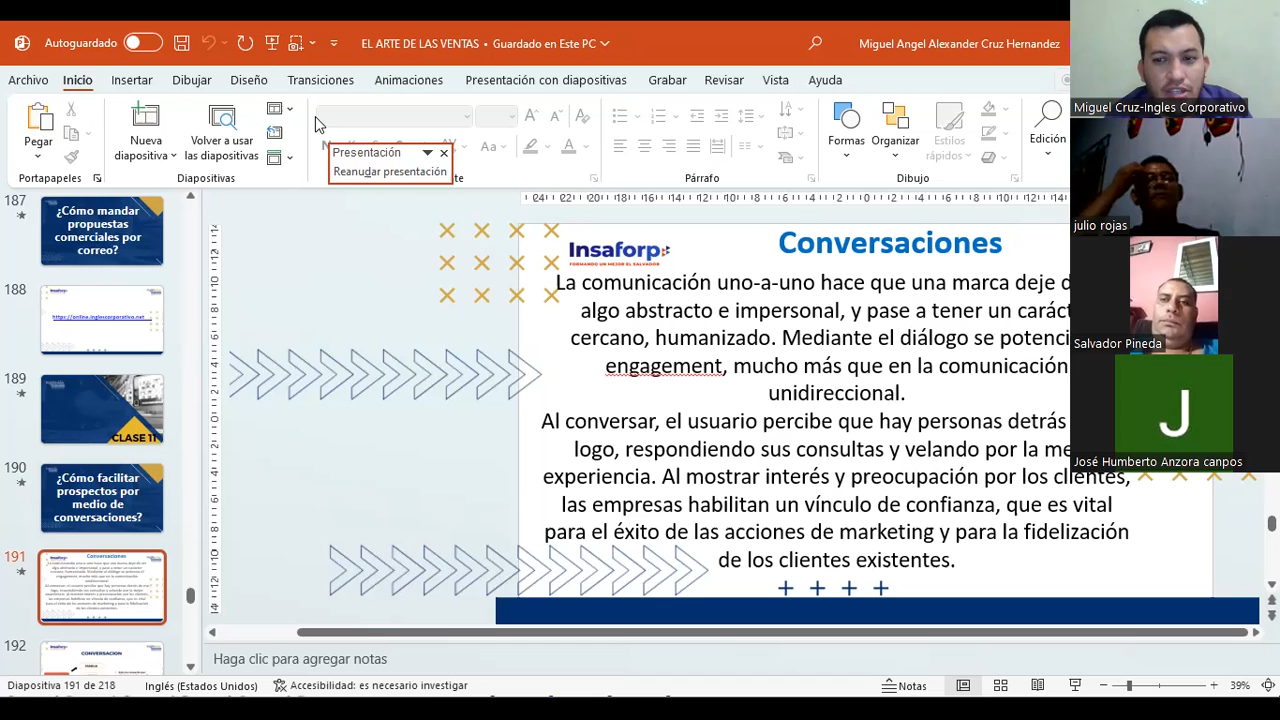 Autoguardado
EL ARTE DE LAS VENTAS • Guardado en Este PC
Miguel Angel Alexander Cruz Hernandez
Archivo Inicio Insertar Dibujar Diseño Transiciones Animaciones Presentación con diapositivas Grabar Revisar Vista Ayuda
Pegar
Nueva diapositiva
Volver a usar las diapositivas
Formas
Organizar
Estilos rápidos
Edición
Portapapeles
Diapositivas
Párrafo
Dibujo
Presentación
Reanudar presentación
187
¿Cómo mandar
propuestas
comerciales por
correo?
188
https://online.inglescorporativo.net
189
CLASE 11
190
¿Cómo facilitar
prospectos por
medio de
conversaciones?
191
192
CONVERSACION
Insaforp
FORMANDO UN MEJOR EL SALVADOR
Conversaciones
La comunicación uno-a-uno hace que una marca deje d
algo abstracto e impersonal, y pase a tener un caráct
cercano, humanizado. Mediante el diálogo se potenci
engagement, mucho más que en la comunicación
unidireccional.
Al conversar, el usuario percibe que hay personas detrás
logo, respondiendo sus consultas y velando por la me
experiencia. Al mostrar interés y preocupación por los clientes,
las empresas habilitan un vínculo de confianza, que es vital
para el éxito de las acciones de marketing y para la fidelización
de los clientes existentes.
Haga clic para agregar notas
Diapositiva 191 de 218
Inglés (Estados Unidos)
Accesibilidad: es necesario investigar
Notas
39%
Miguel Cruz-Ingles Corporativo
julio rojas
Salvador Pineda
J
José Humberto Anzora canpos